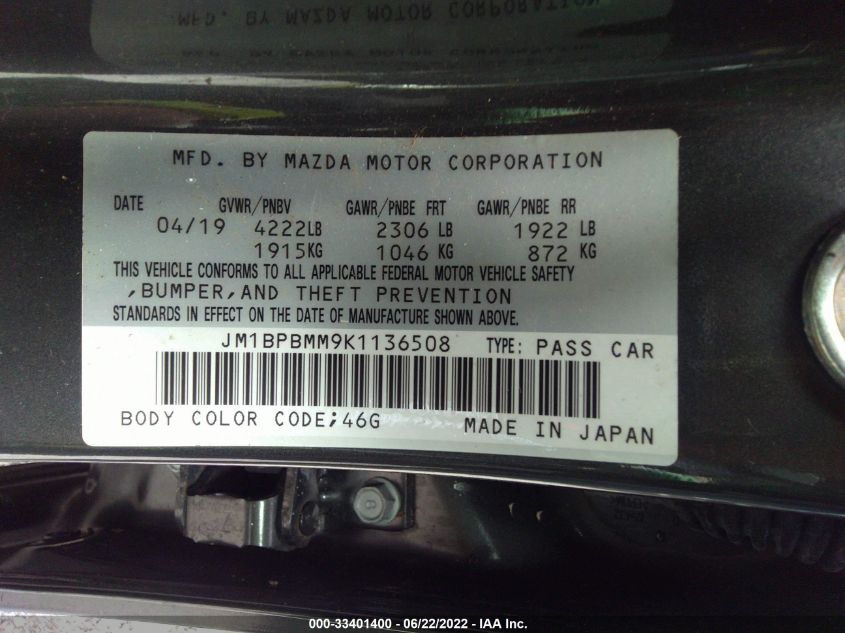 MFD. BY MAZDA MOTOR CORPORATION
DATE GVWR/PNBV GAWR/PNBE FRT GAWR/PNBE RR
04/19 4222LB 2306 LB 1922 LB
1915KG 1046 KG 872 KG
THIS VEHICLE CONFORMS TO ALL APPLICABLE FEDERAL MOTOR VEHICLE SAFETY
,BUMPER,AND THEFT PREVENTION
STANDARDS IN EFFECT ON THE DATE OF MANUFACTURE SHOWN ABOVE.
JM1BPBMM9K1136508 TYPE: PASS CAR
BODY COLOR CODE;46G MADE IN JAPAN
000-33401400 - 06/22/2022 - IAA Inc.